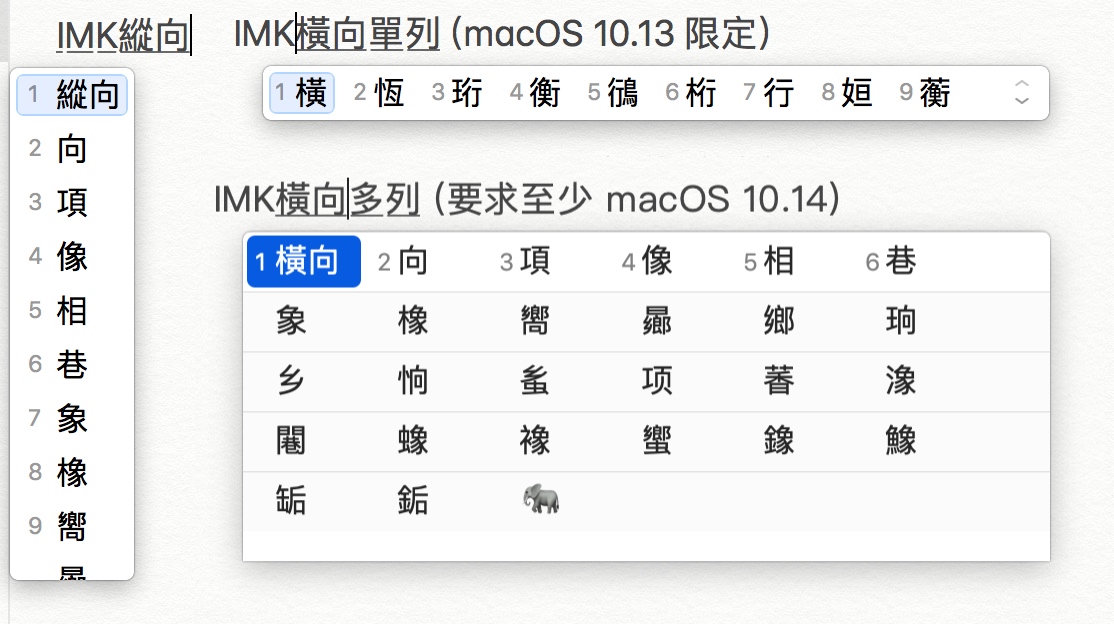 IMK縱向
1 縱向
2 向
3 項
4 像
5 相
6 巷
7 象
8 橡
9 嚮
IMK橫向單列 (macOS 10.13 限定)
1 橫 2 恆 3 珩 4 衡 5 鵆 6 桁 7 行 8 姮 9 蘅
IMK橫向多列 (要求至少 macOS 10.14)
1 橫向 2 向 3 項 4 像 5 相 6 巷
象 橡 嚮 曏 鄉 珦
乡 恦 蚃 项 萫 潒
闀 蟓 襐 蠁 鐌 鱌
缿 銗 🐘